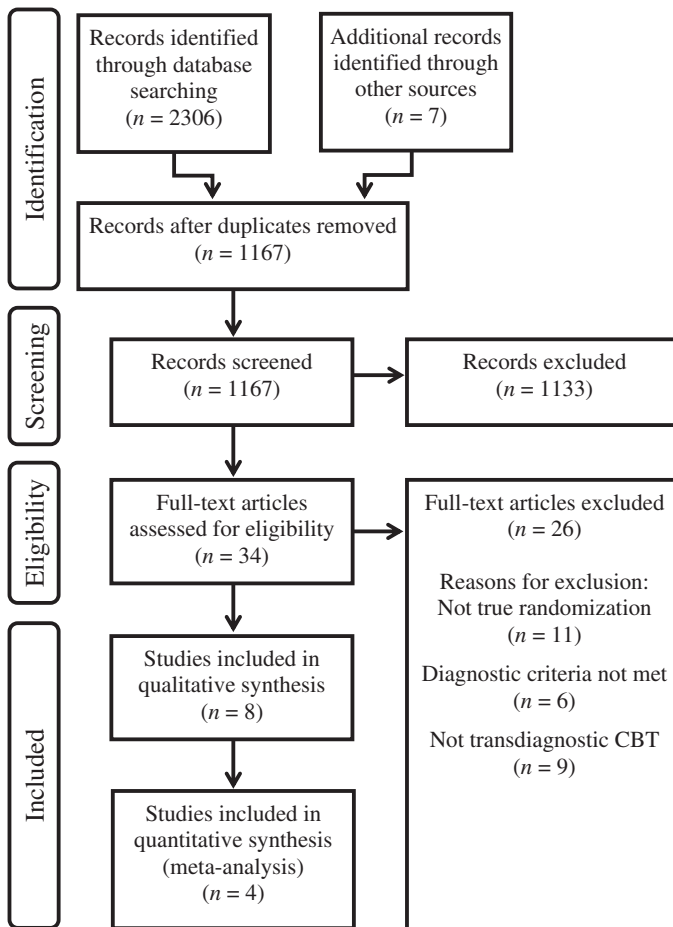 Identification
Records identified
through database
searching
(n = 2306)
Additional records
identified through
other sources
(n = 7)
Records after duplicates removed
(n = 1167)
Screening
Records screened
(n = 1167)
Records excluded
(n = 1133)
Eligibility
Full-text articles
assessed for eligibility
(n = 34)
Full-text articles excluded
(n = 26)
Reasons for exclusion:
Not true randomization
(n = 11)
Diagnostic criteria not met
(n = 6)
Not transdiagnostic CBT
(n = 9)
Included
Studies included in
qualitative synthesis
(n = 8)
Studies included in
quantitative synthesis
(meta-analysis)
(n = 4)